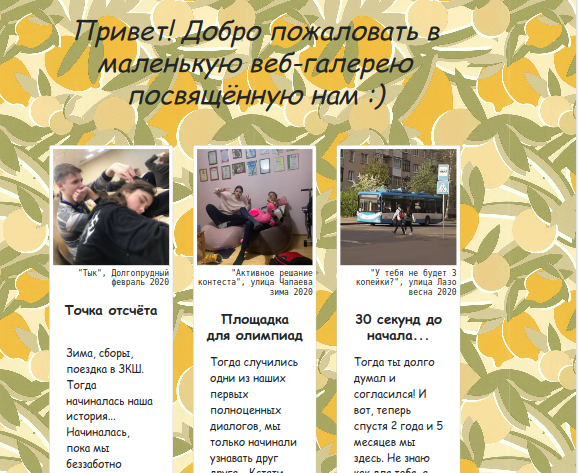 Привет! Добро пожаловать в
маленькую веб-галерею
посвящённую нам :)
"Тык", Долгопрудный
февраль 2020
Точка отсчёта
Зима, сборы,
поездка в ЗКШ.
Тогда
начиналась наша
история...
Началась,
пока мы
беззаботно
"Активное решание
контеста", улица Чапаева
зима 2020
Площадка
для олимпиад
Тогда случились
одни из наших
первых
полноценных
диалогов, мы
только начинали
узнавать друг
"У тебя не будет 3
копейки?", улица Лазо
весна 2020
30 секунд до
начала...
Тогда ты долго
думал и
согласился! И
вот, теперь
спустя 2 года и 5
месяцев мы
здесь. Не знаю